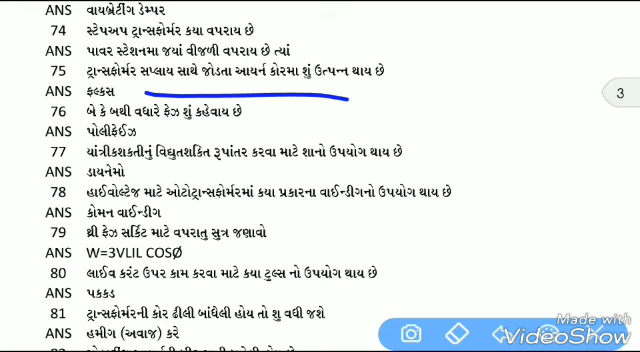 ANS વાયબ્રેટીંગ ડેમ્પર
74 સ્ટેપઅપ ટ્રાન્સફોર્મર કયા વપરાય છે
ANS પાવર સ્ટેશનમા જયાં વીજળી વપરાય છે ત્યાં
75 ટ્રાન્સફોર્મર સપ્લાય સાથે જોડતા આયર્ન કોરમા શું ઉત્પન્ન થાય છે
ANS ફલ્કસ
3
76 બે કે બથી વધારે ફેઝ શું કહેવાય છે
ANS પોલીફેઈઝ
77 યાંત્રીકશકતીનું વિદ્યુતશકિત રૂપાંતર કરવા માટે શાનો ઉપયોગ થાય છે
ANS ડાયનેમો
78 હાઈવોલ્ટેજ માટે ઓટોટ્રાન્સફોર્મરમાં કયા પ્રકારના વાઈન્ડીગનો ઉપયોગ થાય છે
ANS કોમન વાઈન્ડીગ
79 થ્રી ફેઝ સર્કિટ માટે વપરાતુ સુત્ર જણાવો
ANS W=3VLIL COSØ
80 લાઈવ કરંટ ઉપર કામ કરવા માટે કયા ટુલ્સ નો ઉપયોગ થાય છે
ANS પકકડ
81 ટ્રાન્સફોર્મરની કોર ઢીલી બાંધેલી હોય તો શુ વધી જશે
ANS હમીગ (અવાજ) કરે
Made with
VideoShow